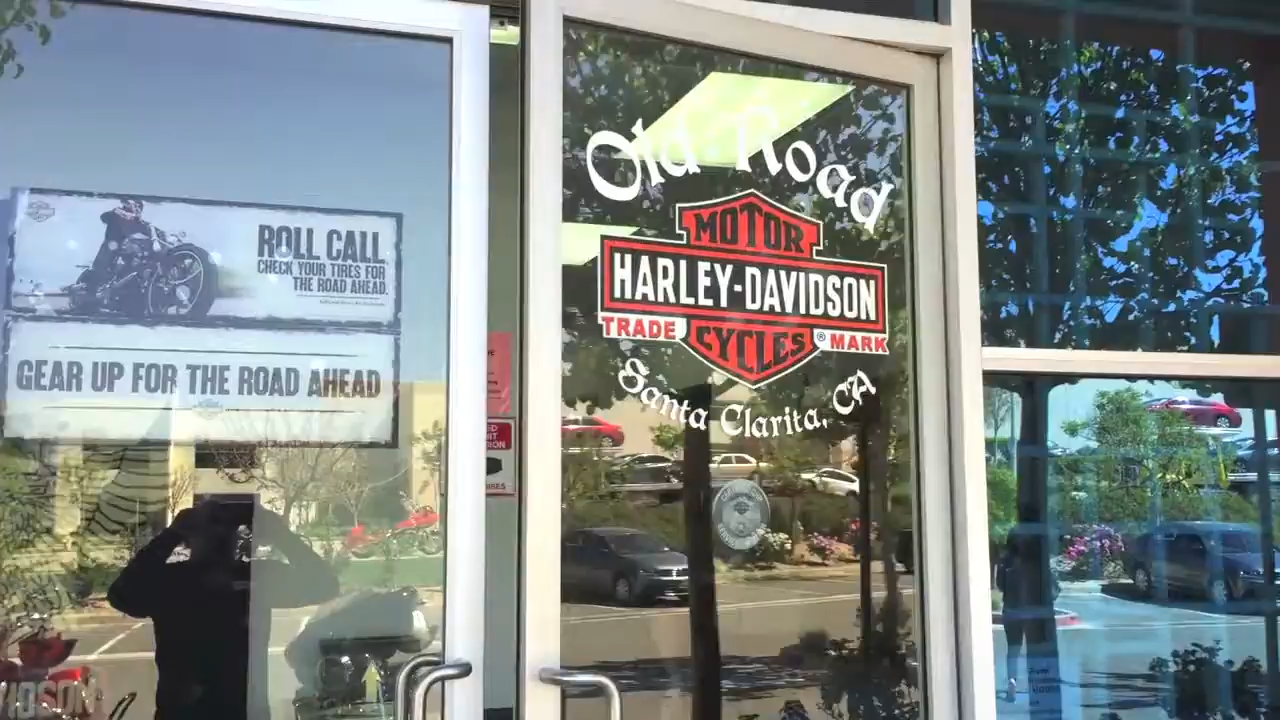 ROLL CALL
CHECK YOUR TIRES FOR
THE ROAD AHEAD.
GEAR UP FOR THE ROAD AHEAD
Old Road
MOTOR
HARLEY-DAVIDSON
TRADE CYCLES ® MARK
Santa Clarita, CA